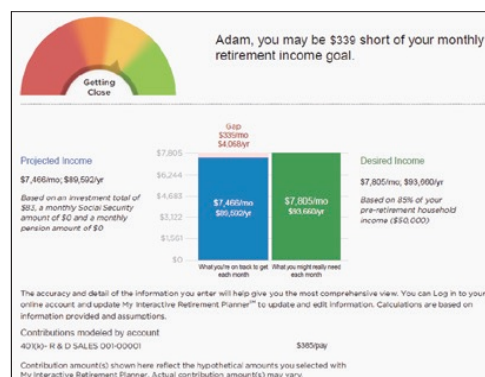 Adam, you may be $339 short of your monthly
retirement income goal.
Getting
Close
Gap
$339/mo
$4,068/yr
Projected Income
$7,466/mo; $89,592/yr
Based on an investment total of
$83, a monthly Social Security
amount of $0 and a monthly
pension amount of $0
$7,805
$6,244
$4,683
$3,122
$1,561
$0
$7,466/mo
$89,592/yr
What you're on track to get
each month
$7,805/mo
$93,660/yr
What you might really need
each month
Desired Income
$7,805/mo; $93,660/yr
Based on 85% of your
pre-retirement household
income ($50,000)
The accuracy and detail of the information you enter will help give you the most comprehensive view. You can Log in to your
online account and update My Interactive Retirement Planner℠ to update and edit information. Calculations are based on
information provided and assumptions.
Contributions modeled by account
401(k)- R & D SALES 001-00001 $365/pay
Contribution amount(s) shown here reflect the hypothetical amounts you selected with
My Interactive Retirement Planner. Actual contribution amount(s) may vary.